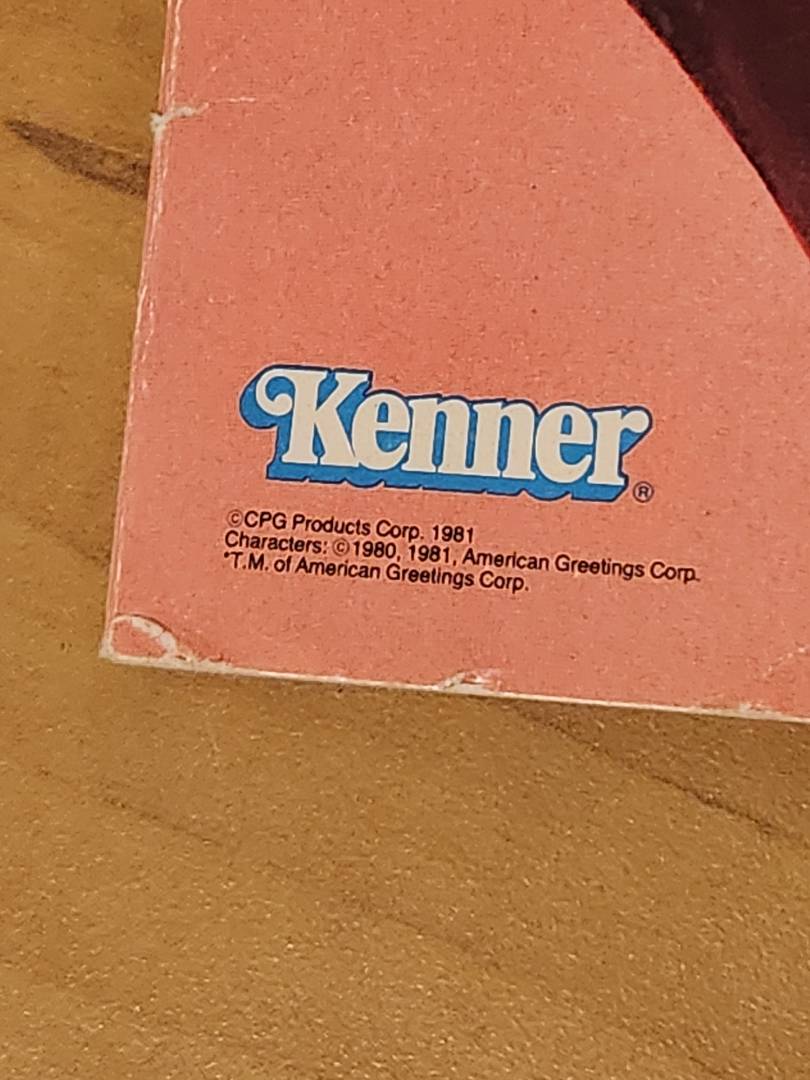 Kenner®
©CPG Products Corp. 1981
Characters: ©1980, 1981, American Greetings Corp.
*T.M. of American Greetings Corp.